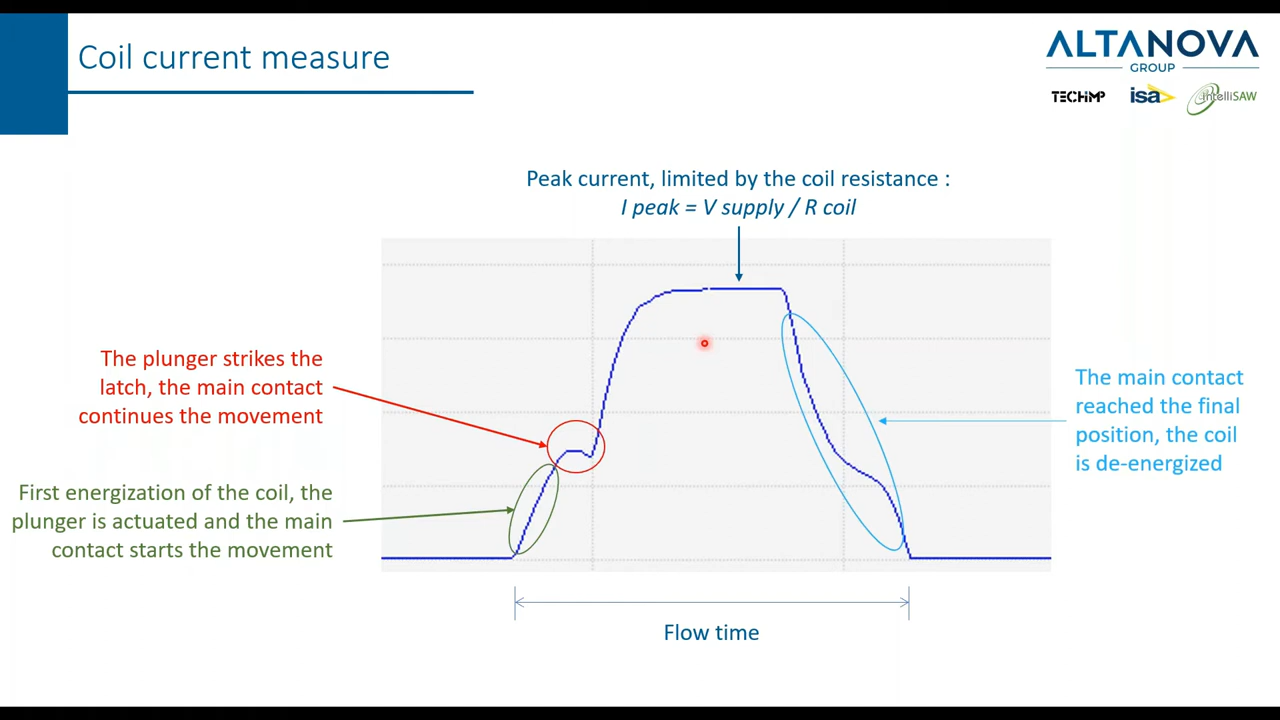 Coil current measure
ALTANOVA
GROUP
TECHIMP
isa
intelliSAW
Peak current, limited by the coil resistance :
I peak = V supply / R coil
The plunger strikes the
latch, the main contact
continues the movement
First energization of the coil, the
plunger is actuated and the main
contact starts the movement
The main contact
reached the final
position, the coil
is de-energized
Flow time